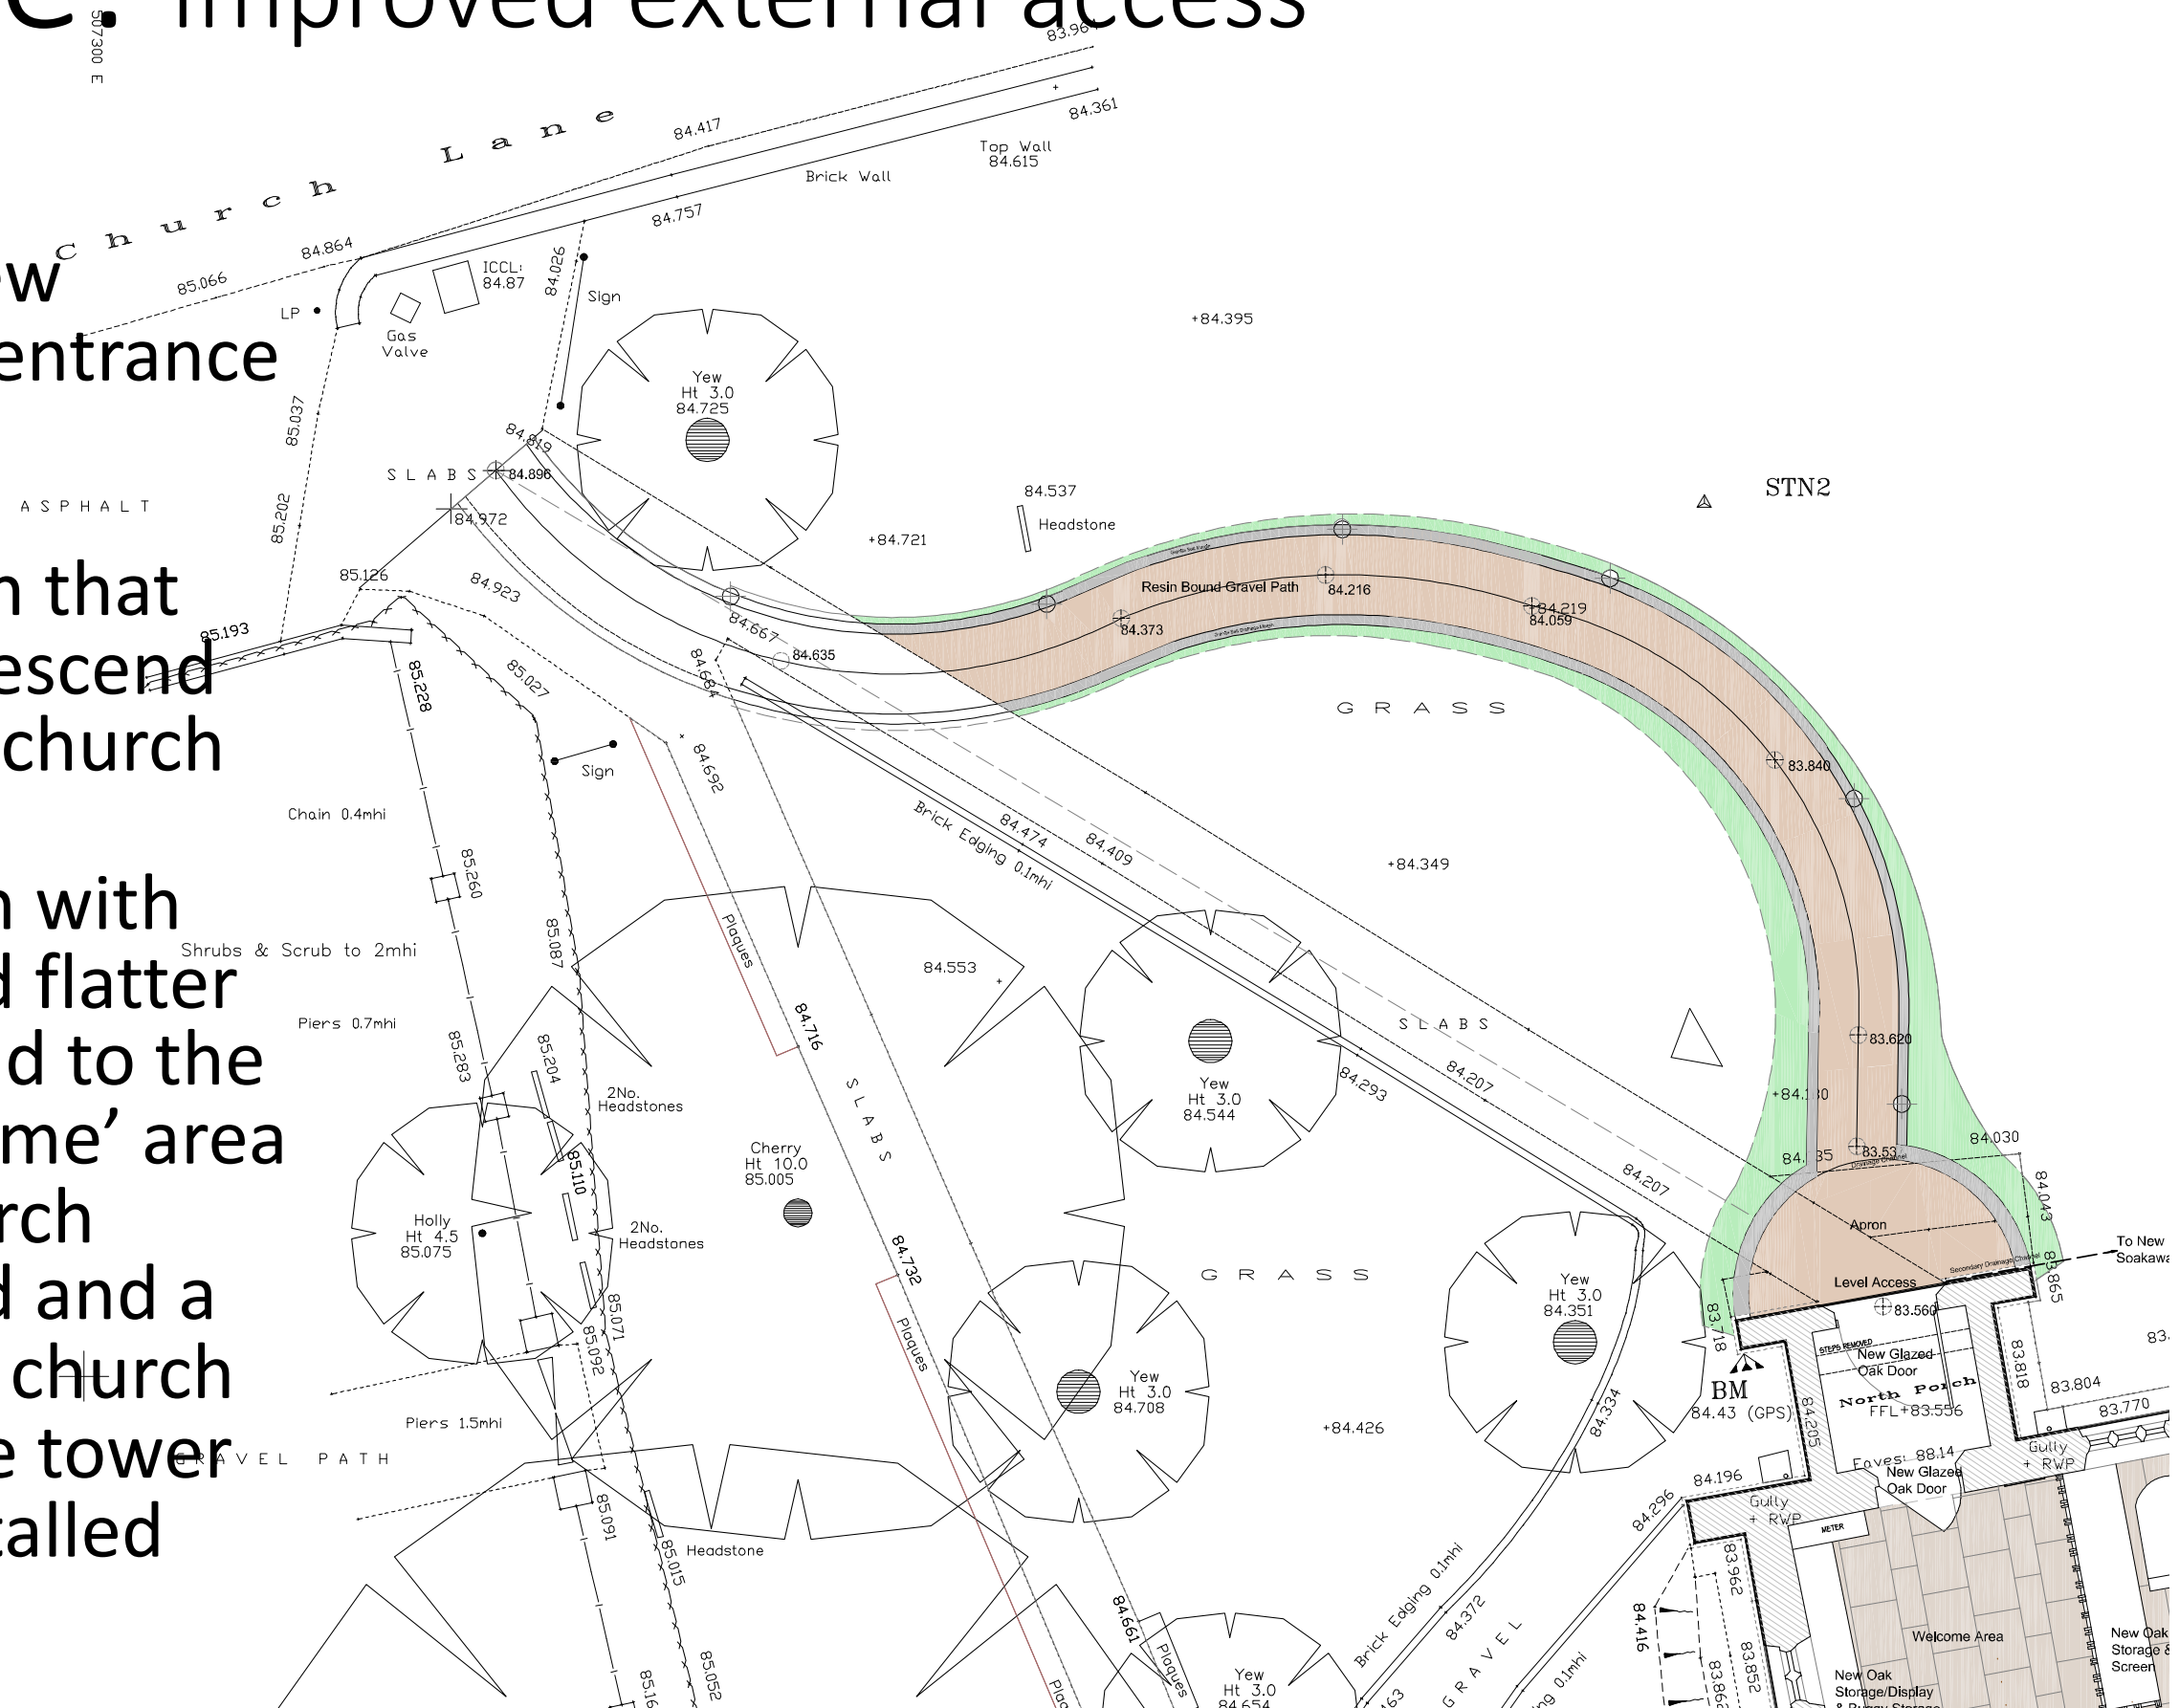 Improved external access
507300 E
Church Lane
83.964
84.361
84.417
Top Wall
84.615
Brick Wall
84.757
84.864
85.066
LP
Gas
Valve
ICCL:
84.87
84.026
Sign
entrance
Yew
Ht 3.0
84.725
+84.395
85.037
84.819
SLABS
84.896
84.972
ASPHALT
85.202
84.537
Headstone
+84.721
STN2
85.126
84.923
that
85.193
descend
church
85.228
85.027
84.667
84.684
84.635
Resin Bound Gravel Path
84.373
84.216
84.219
84.059
GRASS
83.840
Sign
84.692
Chain 0.4mhi
Brick Edging 0.1mhi
84.474
84.409
+84.349
85.260
with
Shrubs & Scrub to 2mhi
85.087
flatter
Plaques
84.553
Piers 0.7mhi
to the
85.283
85.204
84.716
SLABS
83.620
2No.
Headstones
SLABS
Yew
Ht 3.0
84.544
84.293
84.207
me’ area
85.110
Cherry
Ht 10.0
85.005
84.207
84.030
83.53
Drainage Channel
84.043
Holly
Ht 4.5
85.075
2No.
Headstones
84.732
GRASS
Apron
Secondary Drainage Channel
To New
Level Access
83.865
and a
85.071
85.092
Plaques
Yew
Ht 3.0
84.351
83.560
83.718
church
Yew
Ht 3.0
84.708
STEPS REMOVED
New Glazed
Oak Door
North Porch
FFL+83.556
BM
84.43 (GPS)
83.818
83.804
83.770
84.205
84.334
+84.426
Piers 1.5mhi
tower
GRAVEL PATH
Eaves: 88.14
New Glazed
Oak Door
Gully
+ RWP
84.196
Gully
+ RWP
METER
84.296
85.091
Headstone
85.015
Brick Edging 0.1mhi
84.372
GRAVEL
83.962
84.416
83.852
84.661
Plaques
85.052
Yew
Ht 3.0
84.654
Welcome Area
New Oak
Storage/Display
New Oak
Storage &
Screen